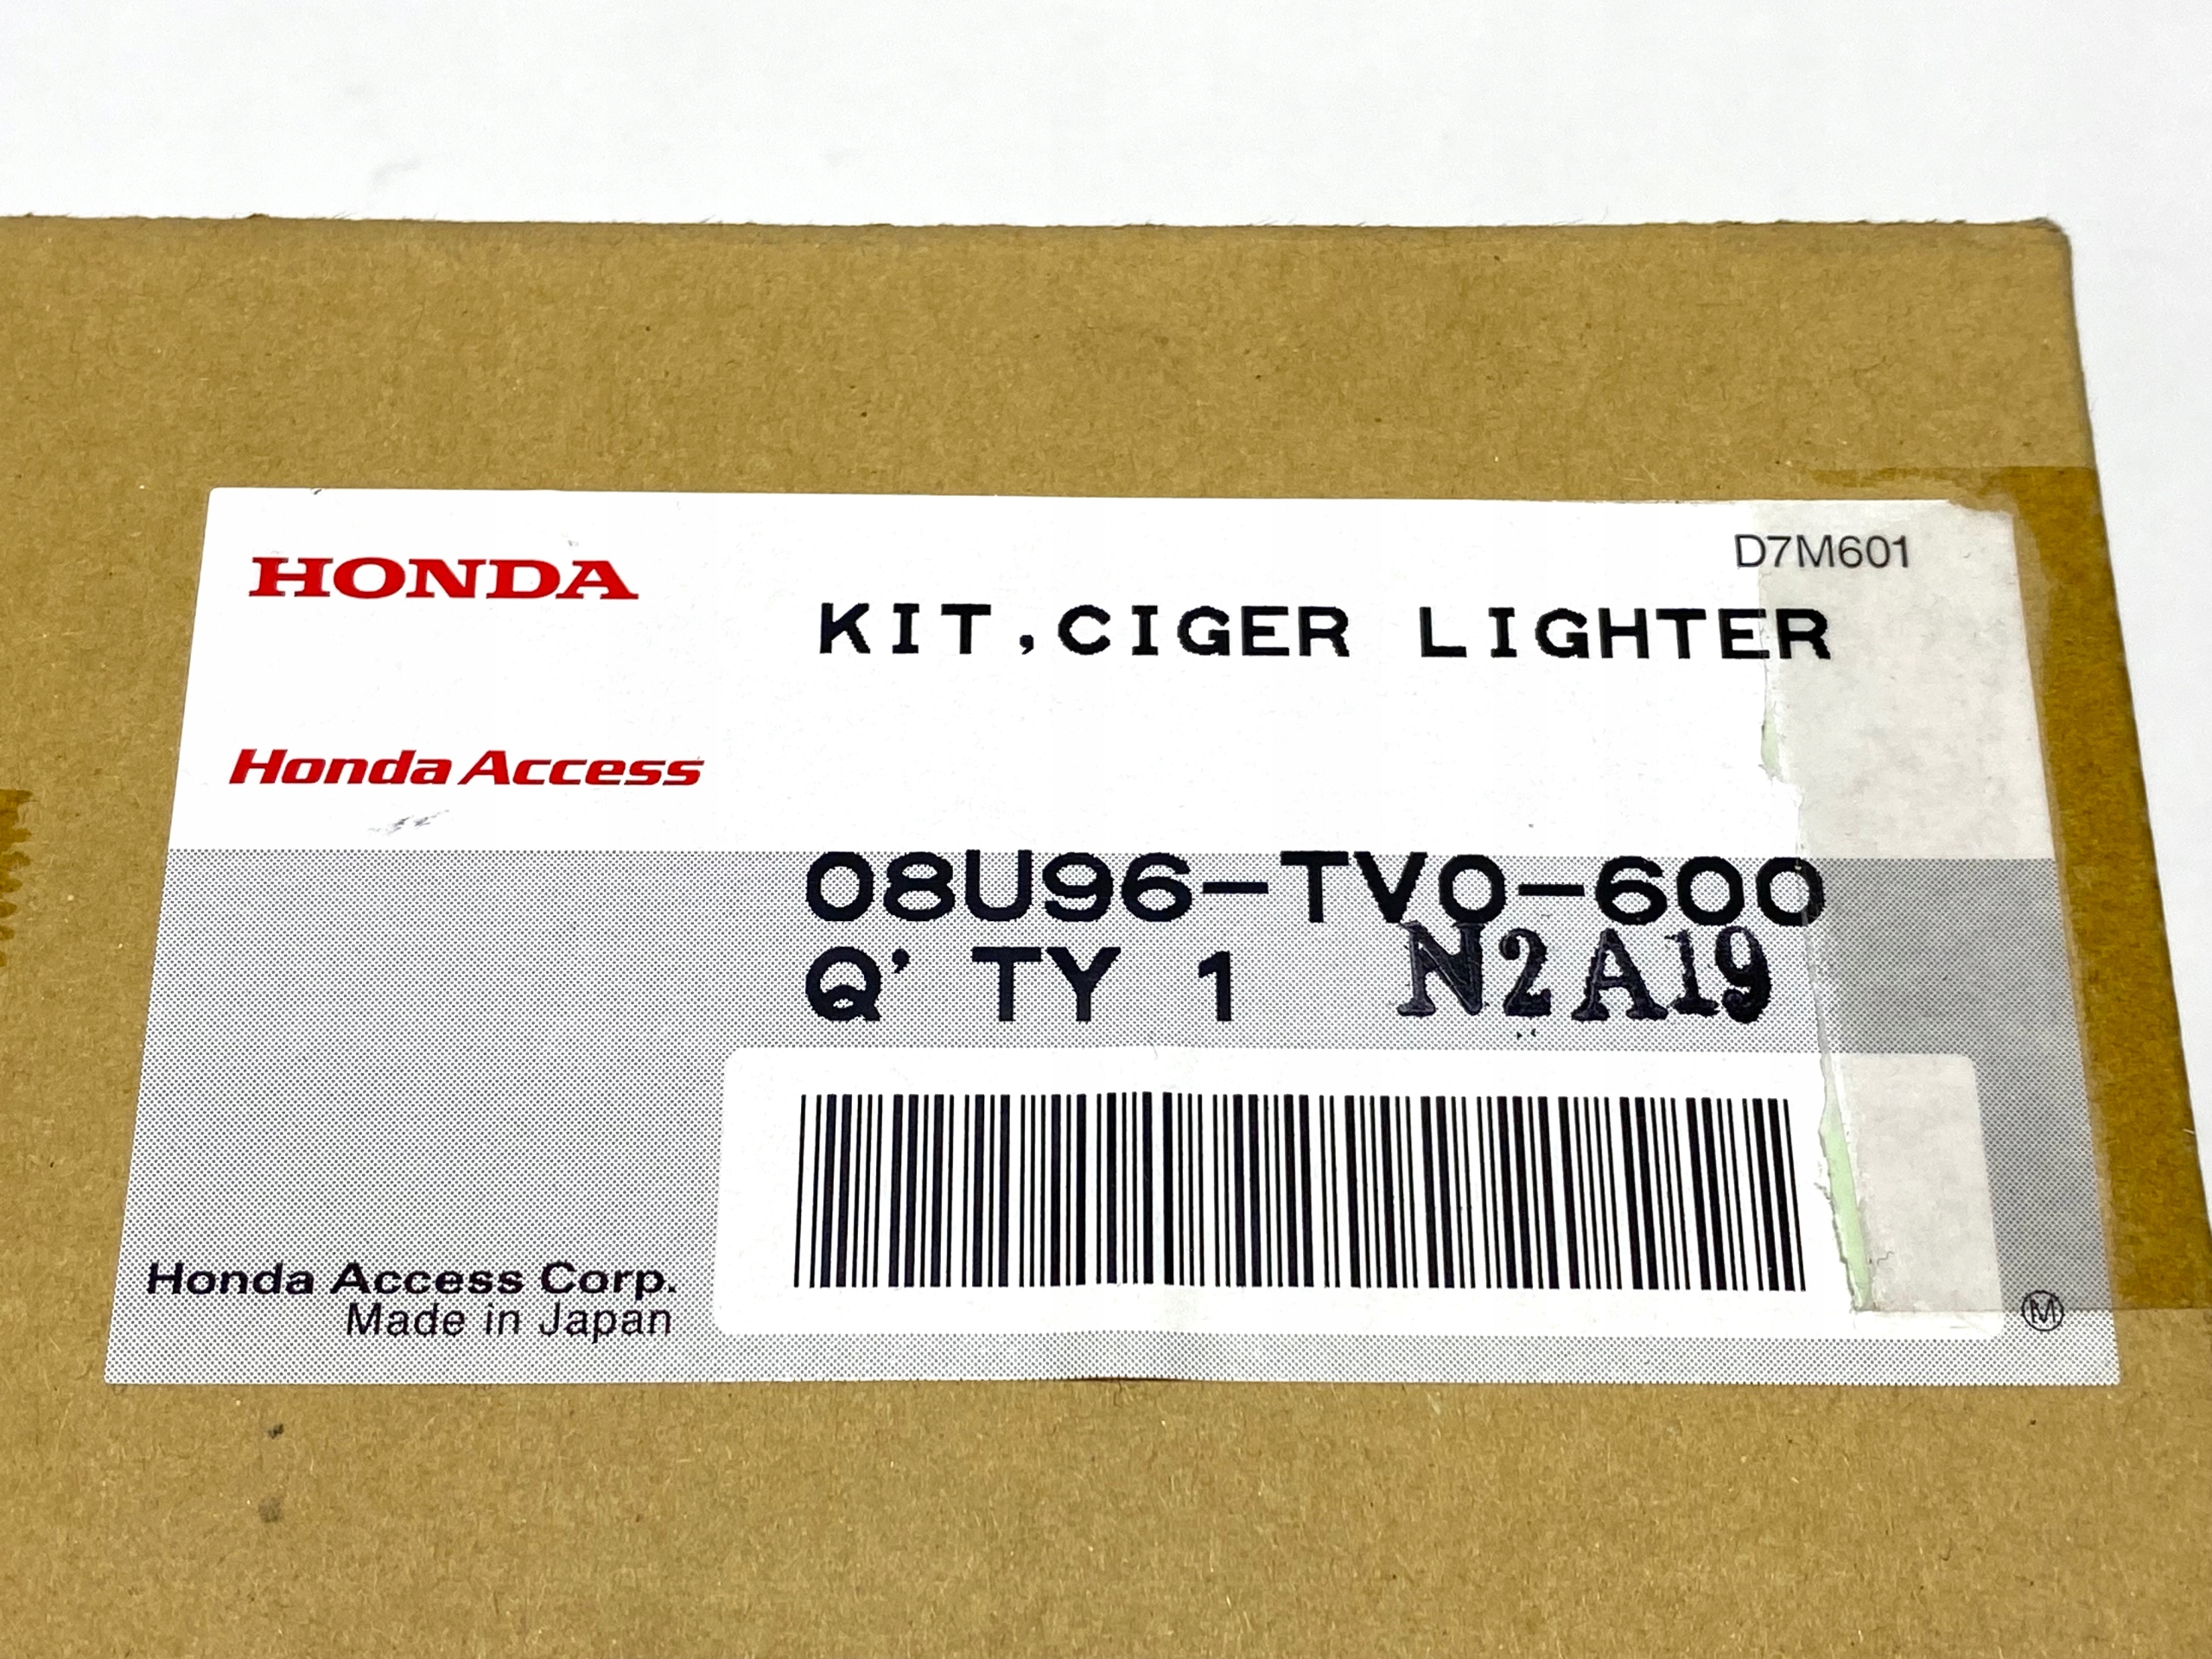 HONDA
D7M601
KIT,CIGER LIGHTER
Honda Access
08U96-TV0-600
Q'TY 1 N2A19
Honda Access Corp.
Made in Japan
M